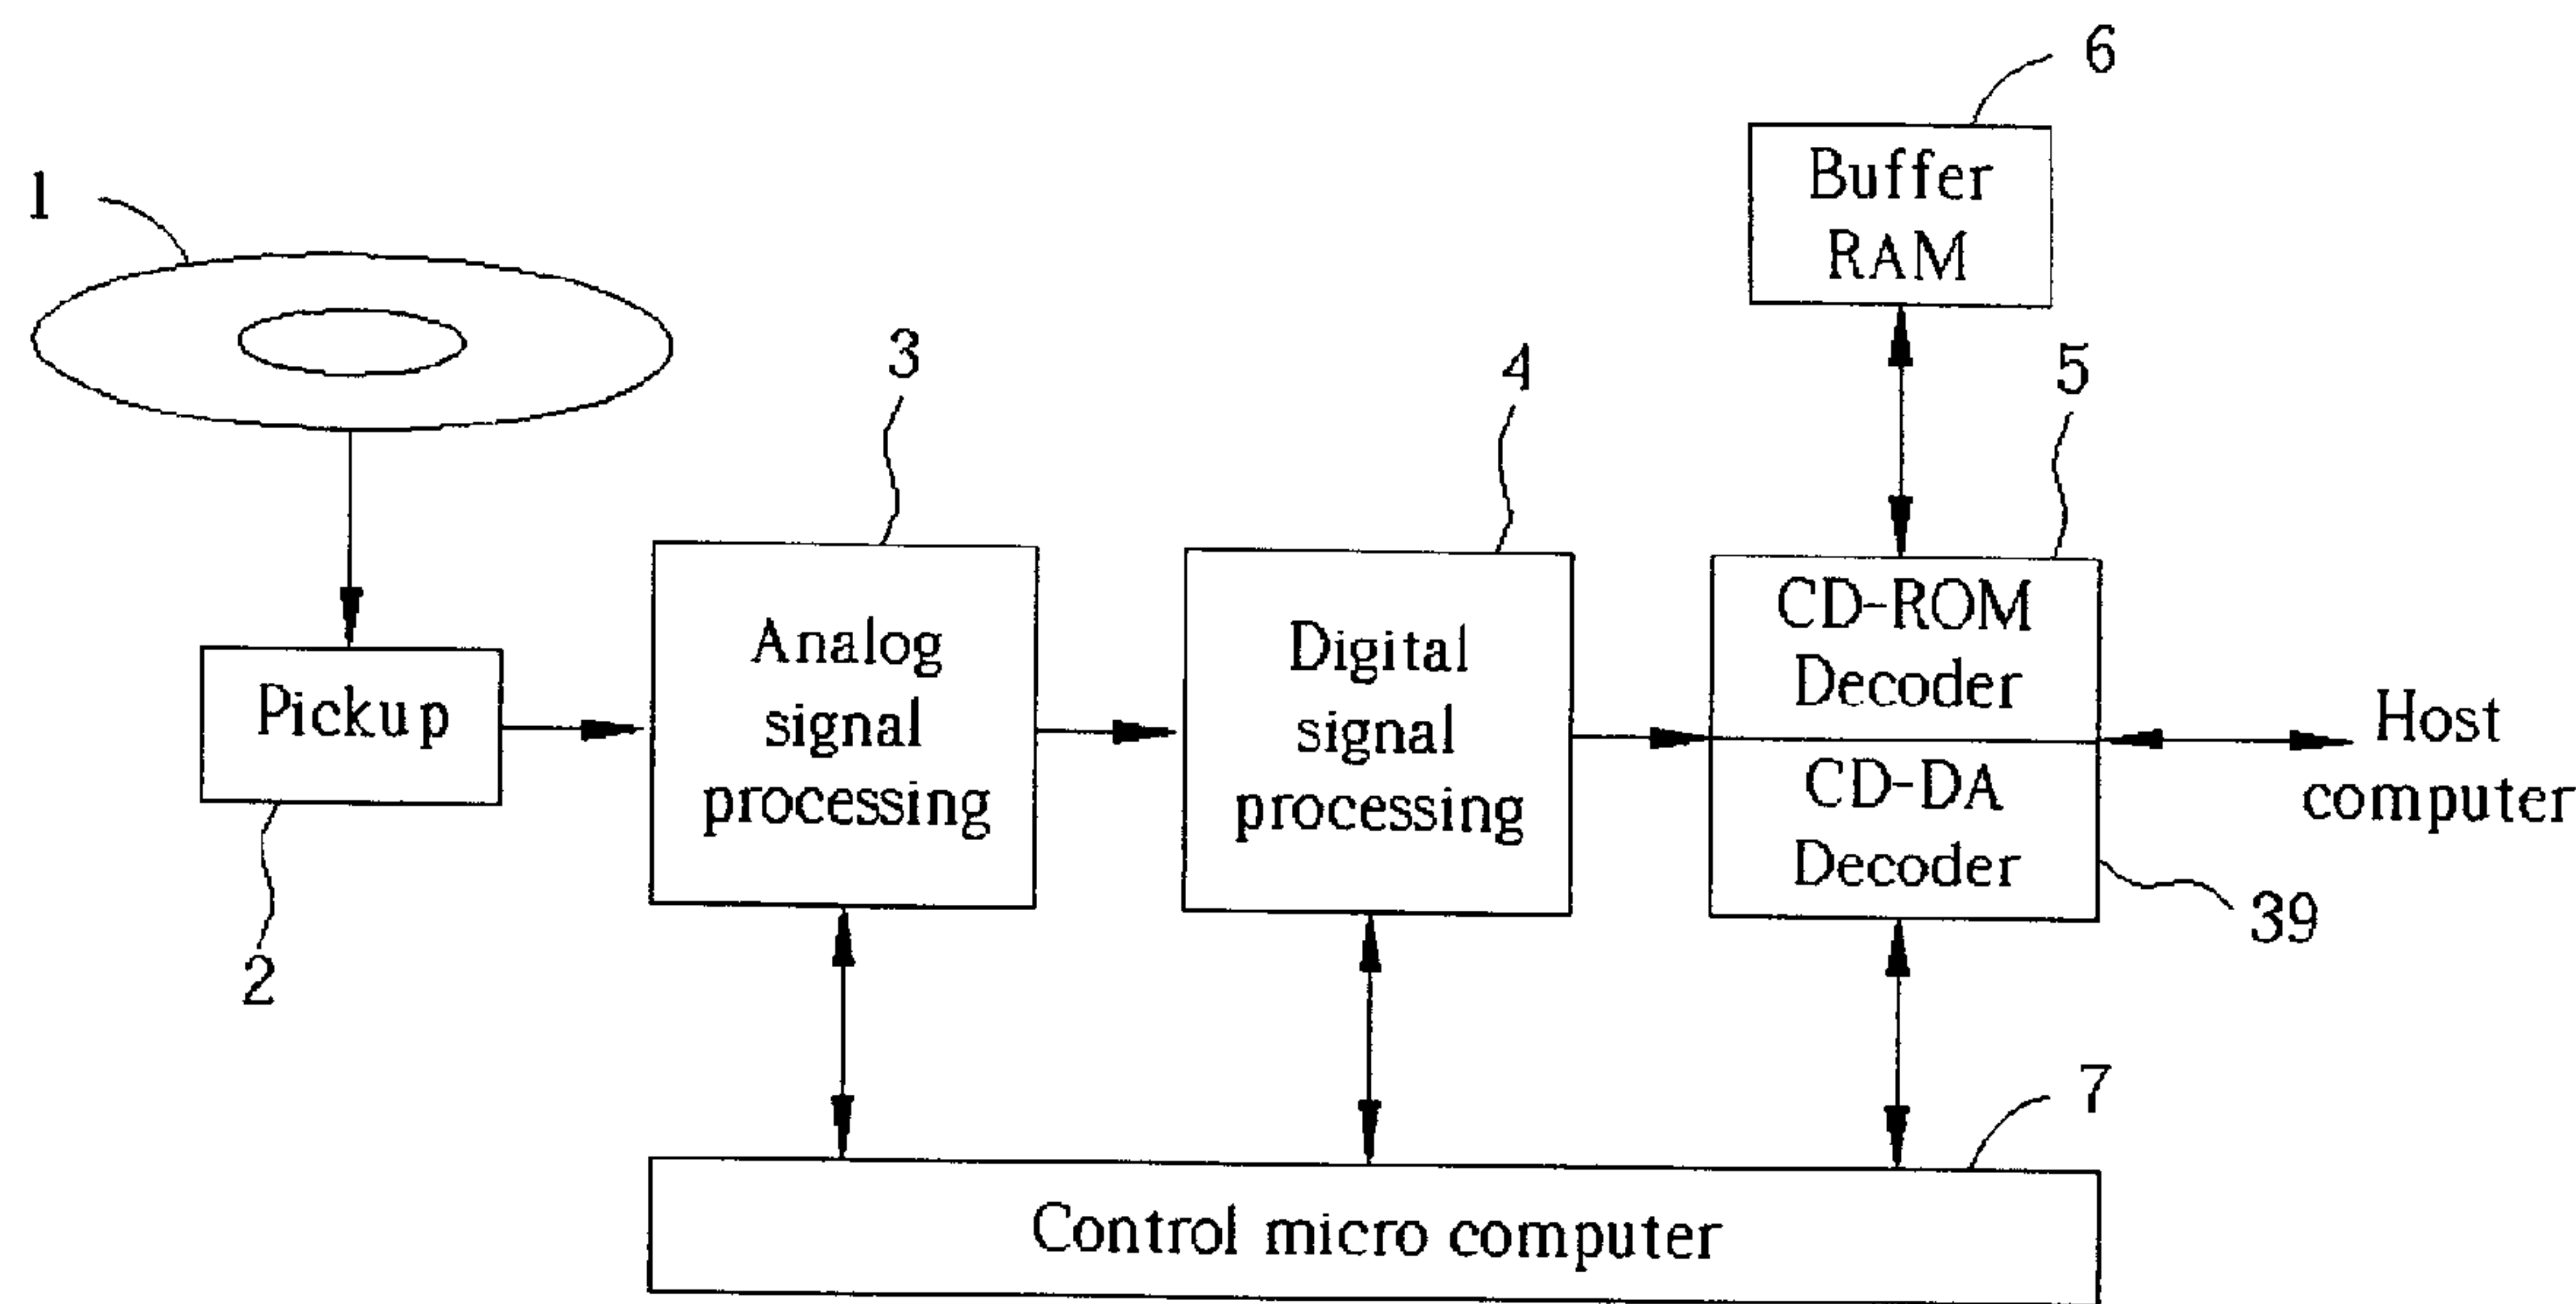 6
Buffer
RAM
1
3
4
5
CD-ROM
Decoder
Analog
signal
processing
Digital
signal
processing
Pickup
Host
computer
CD-DA
Decoder
39
2
7
Control micro computer